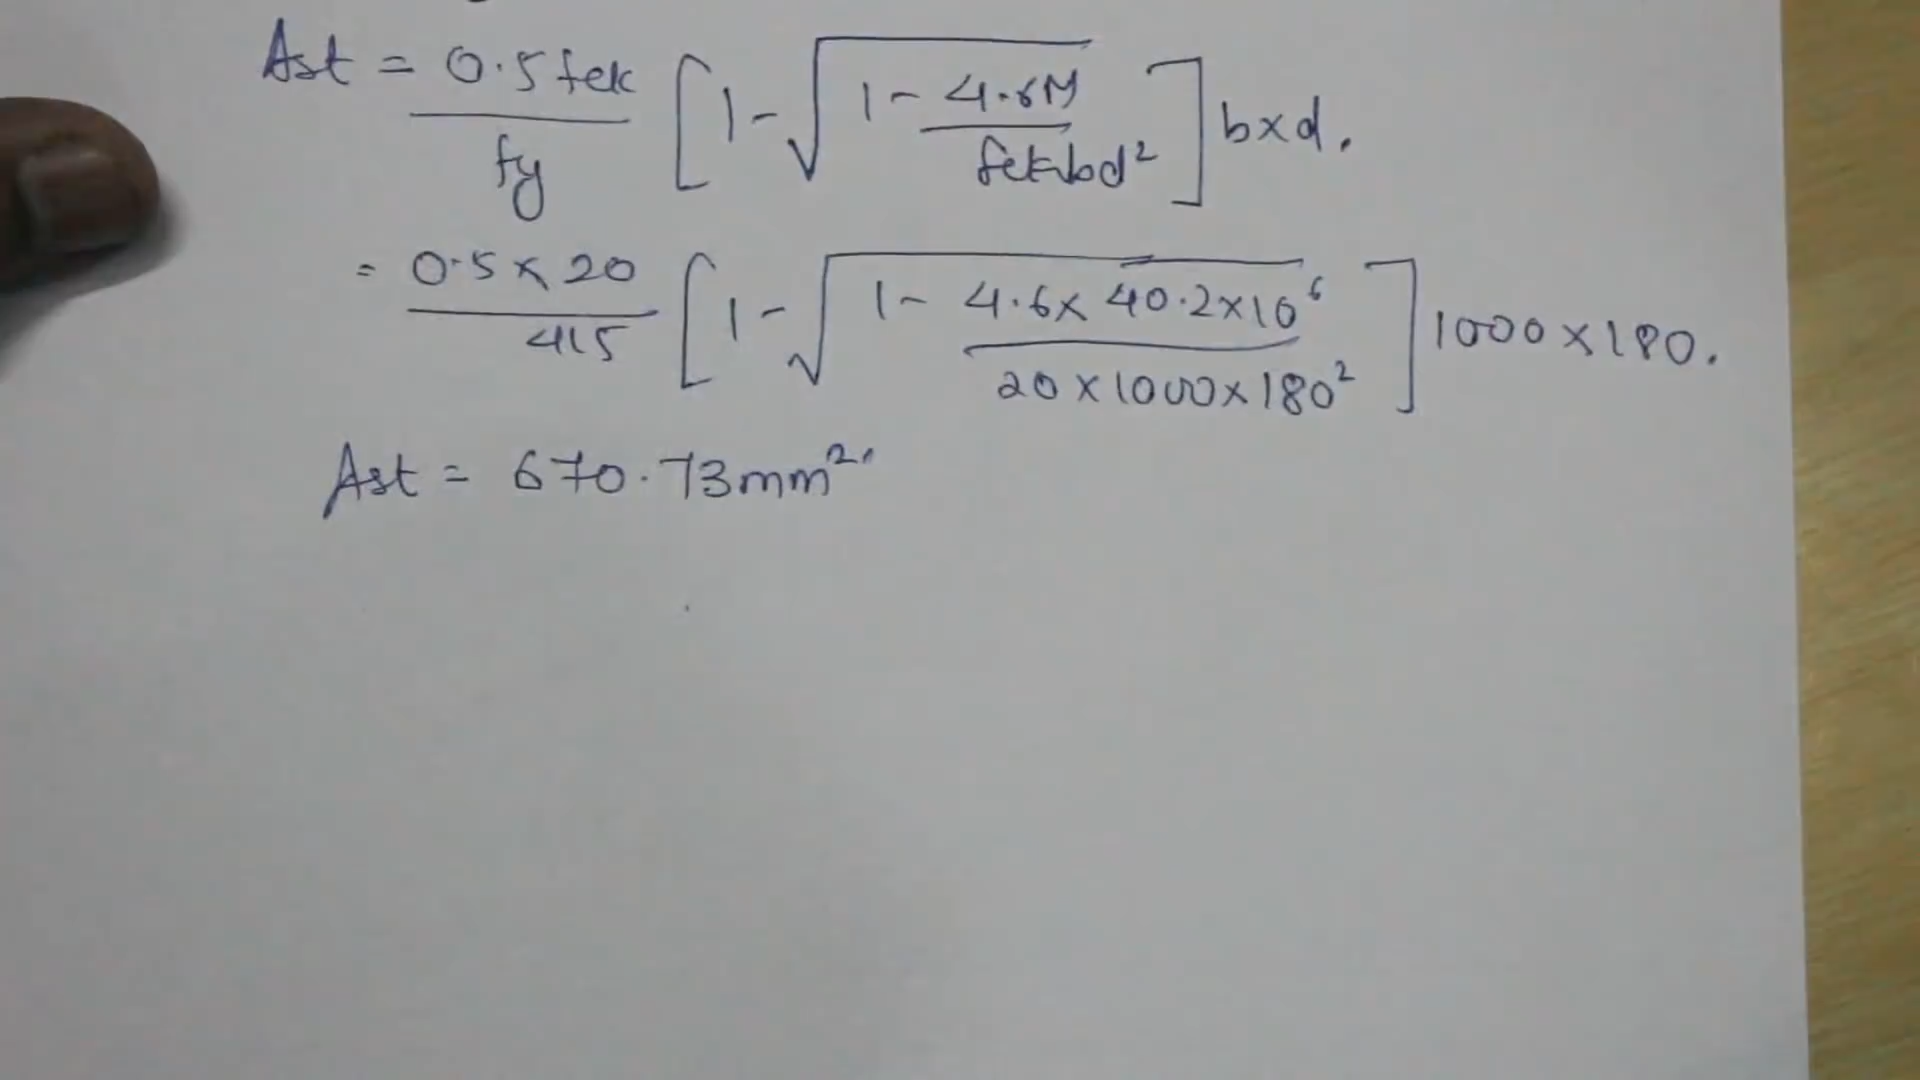 Ast = 0.5 fck / fy [ 1 - √( 1 - 4.6M / fck bd² ) ] b x d.
= 0.5 x 20 / 415 [ 1 - √( 1 - 4.6 x 40.2 x 10⁶ / 20 x 1000 x 180² ) ] 1000 x 180.
Ast = 670.73mm².